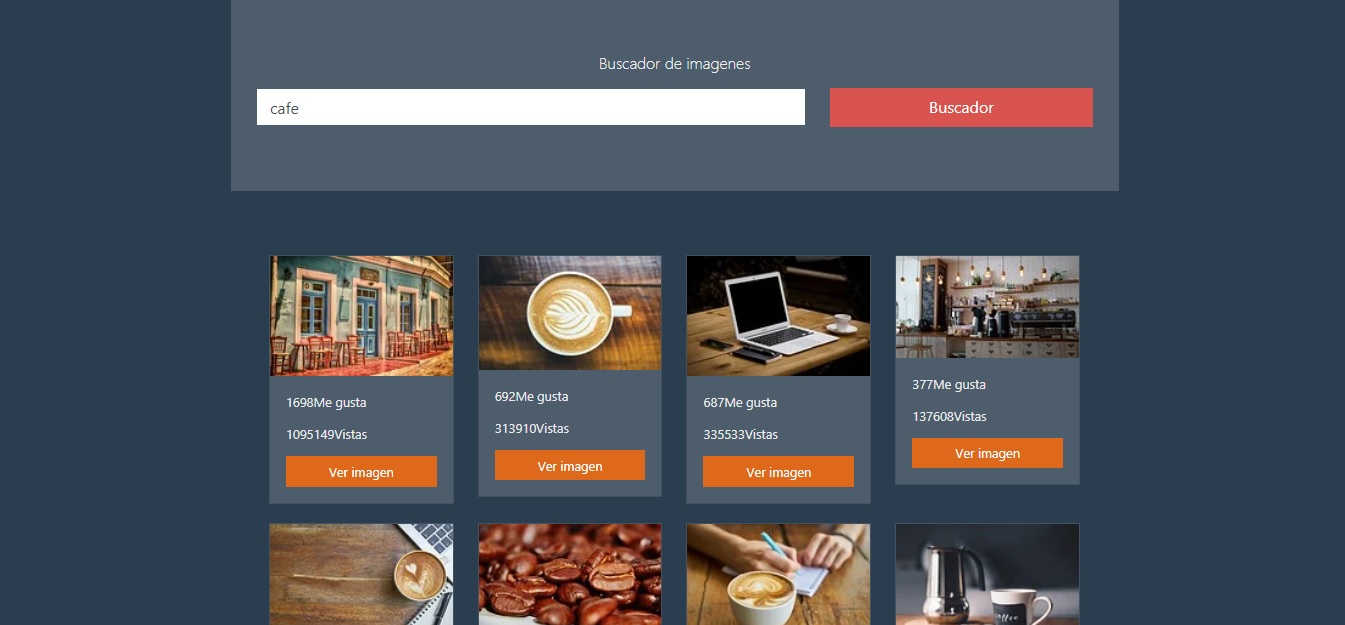 Buscador de imagenes
cafe
Buscador
1698Me gusta
1095149Vistas
Ver imagen
692Me gusta
313910Vistas
Ver imagen
687Me gusta
335533Vistas
Ver imagen
377Me gusta
137608Vistas
Ver imagen